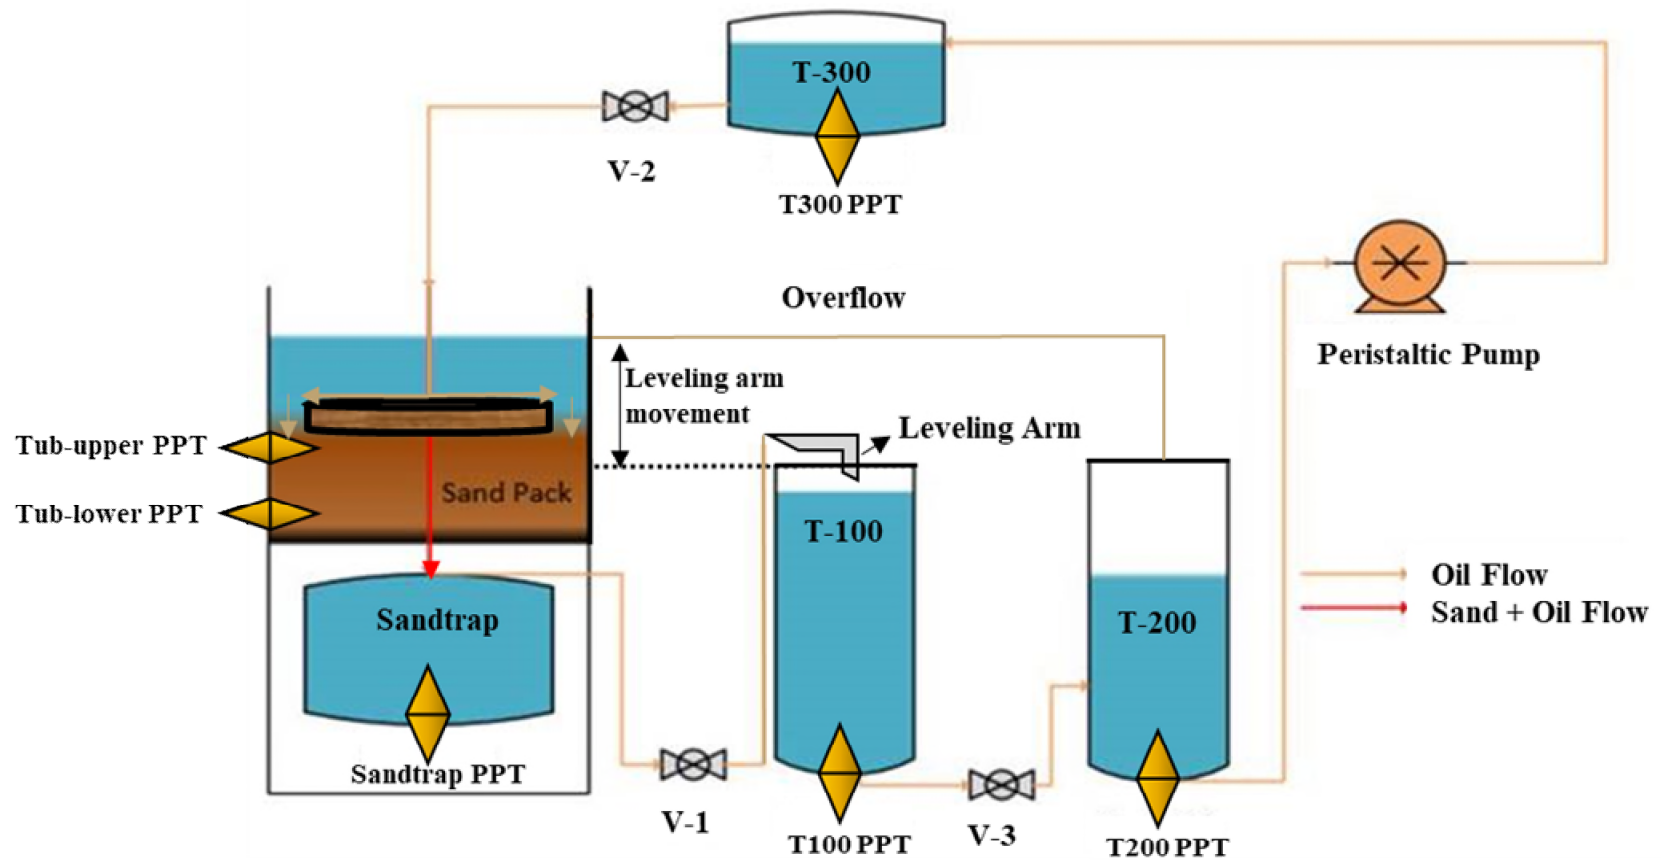 T-300
V-2
T300 PPT
Overflow
Peristaltic Pump
Leveling arm
movement
Leveling Arm
Tub-upper PPT
Sand Pack
Tub-lower PPT
T-100
Oil Flow
Sand + Oil Flow
Sandtrap
T-200
Sandtrap PPT
V-1
V-3
T100 PPT
T200 PPT